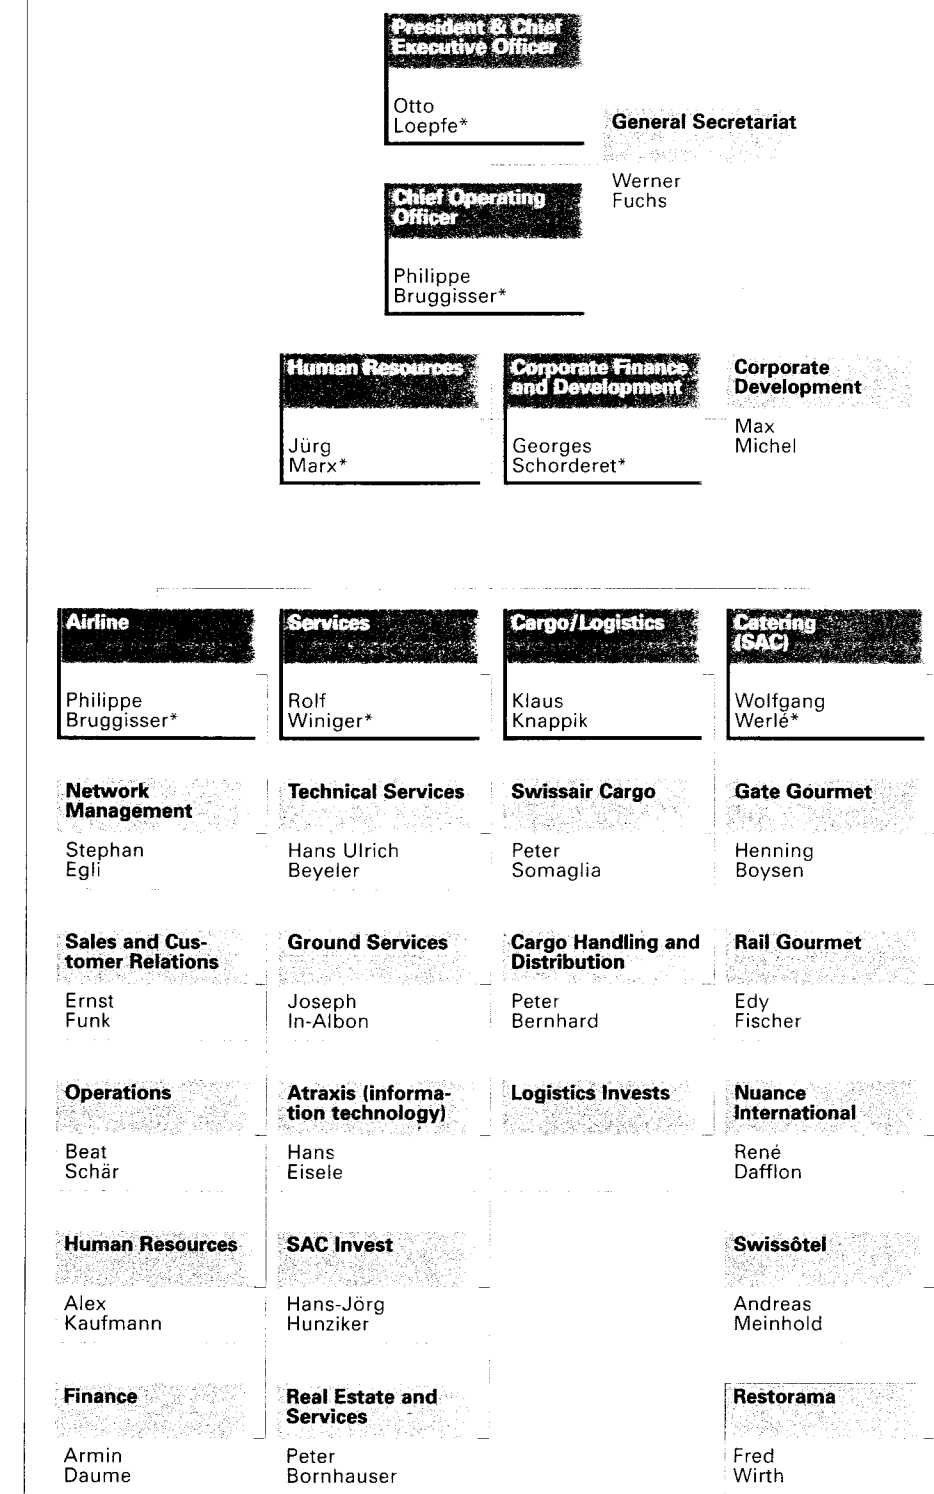 President & Chief
Executive Officer
Otto
Loepfe*
General Secretariat
Werner
Fuchs
Chief Operating
Officer
Philippe
Bruggisser*
Human Resources
Jürg
Marx*
Corporate Finance
and Development
Georges
Schorderet*
Corporate
Development
Max
Michel
Airline
Philippe
Bruggisser*
Services
Rolf
Winiger*
Cargo/Logistics
Klaus
Knappik
Catering
(SAC)
Wolfgang
Werlé*
Network
Management
Stephan
Egli
Technical Services
Hans Ulrich
Beyeler
Swissair Cargo
Peter
Somaglia
Gate Gourmet
Henning
Boysen
Sales and Cus-
tomer Relations
Ernst
Funk
Ground Services
Joseph
In-Albon
Cargo Handling and
Distribution
Peter
Bernhard
Rail Gourmet
Edy
Fischer
Operations
Beat
Schär
Atraxis (informa-
tion technology)
Hans
Eisele
Logistics Invests
Nuance
International
René
Dafflon
Human Resources
Alex
Kaufmann
SAC Invest
Hans-Jörg
Hunziker
Swissôtel
Andreas
Meinhold
Finance
Armin
Daume
Real Estate and
Services
Peter
Bornhauser
Restorama
Fred
Wirth